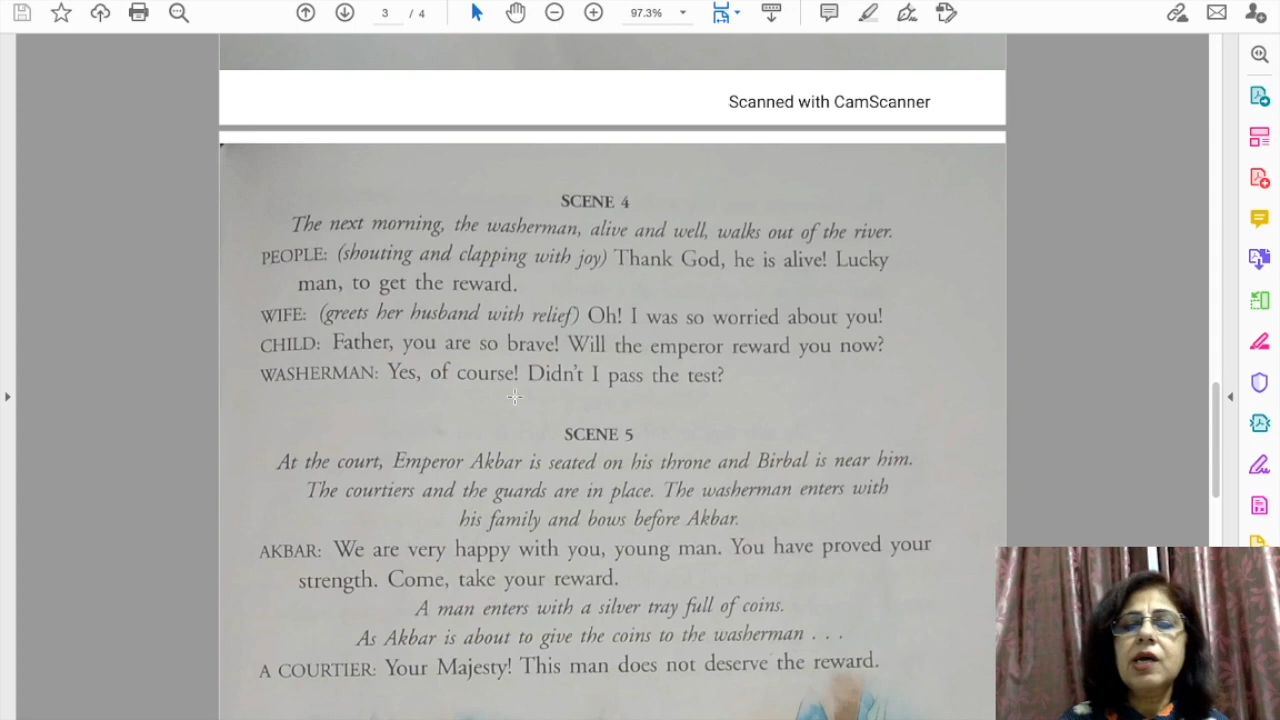 3 / 4
97.3%
Scanned with CamScanner
SCENE 4
The next morning, the washerman, alive and well, walks out of the river.
PEOPLE: (shouting and clapping with joy) Thank God, he is alive! Lucky
man, to get the reward.
WIFE: (greets her husband with relief) Oh! I was so worried about you!
CHILD: Father, you are so brave! Will the emperor reward you now?
WASHERMAN: Yes, of course! Didn't I pass the test?
SCENE 5
At the court, Emperor Akbar is seated on his throne and Birbal is near him.
The courtiers and the guards are in place. The washerman enters with
his family and bows before Akbar.
AKBAR: We are very happy with you, young man. You have proved your
strength. Come, take your reward.
A man enters with a silver tray full of coins.
As Akbar is about to give the coins to the washerman . . .
A COURTIER: Your Majesty! This man does not deserve the reward.